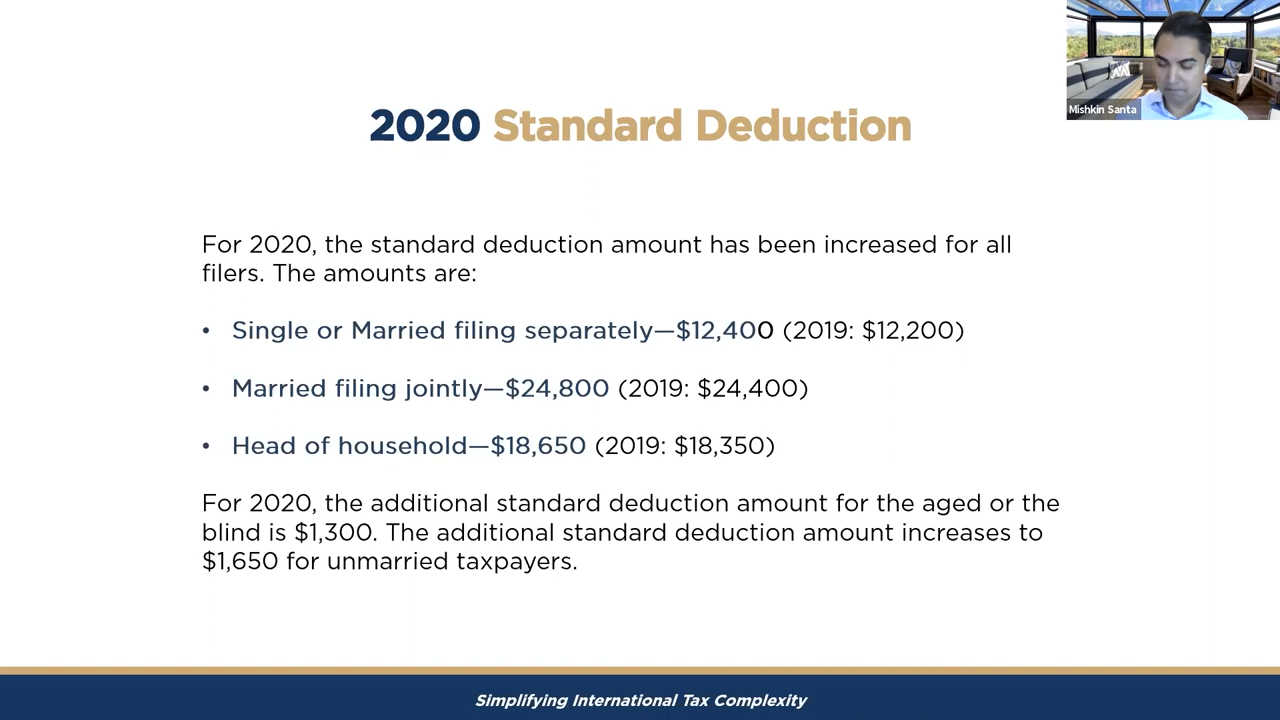 Mishkin Santa
2020 Standard Deduction
For 2020, the standard deduction amount has been increased for all
filers. The amounts are:
• Single or Married filing separately—$12,400 (2019: $12,200)
• Married filing jointly—$24,800 (2019: $24,400)
• Head of household—$18,650 (2019: $18,350)
For 2020, the additional standard deduction amount for the aged or the
blind is $1,300. The additional standard deduction amount increases to
$1,650 for unmarried taxpayers.
Simplifying International Tax Complexity